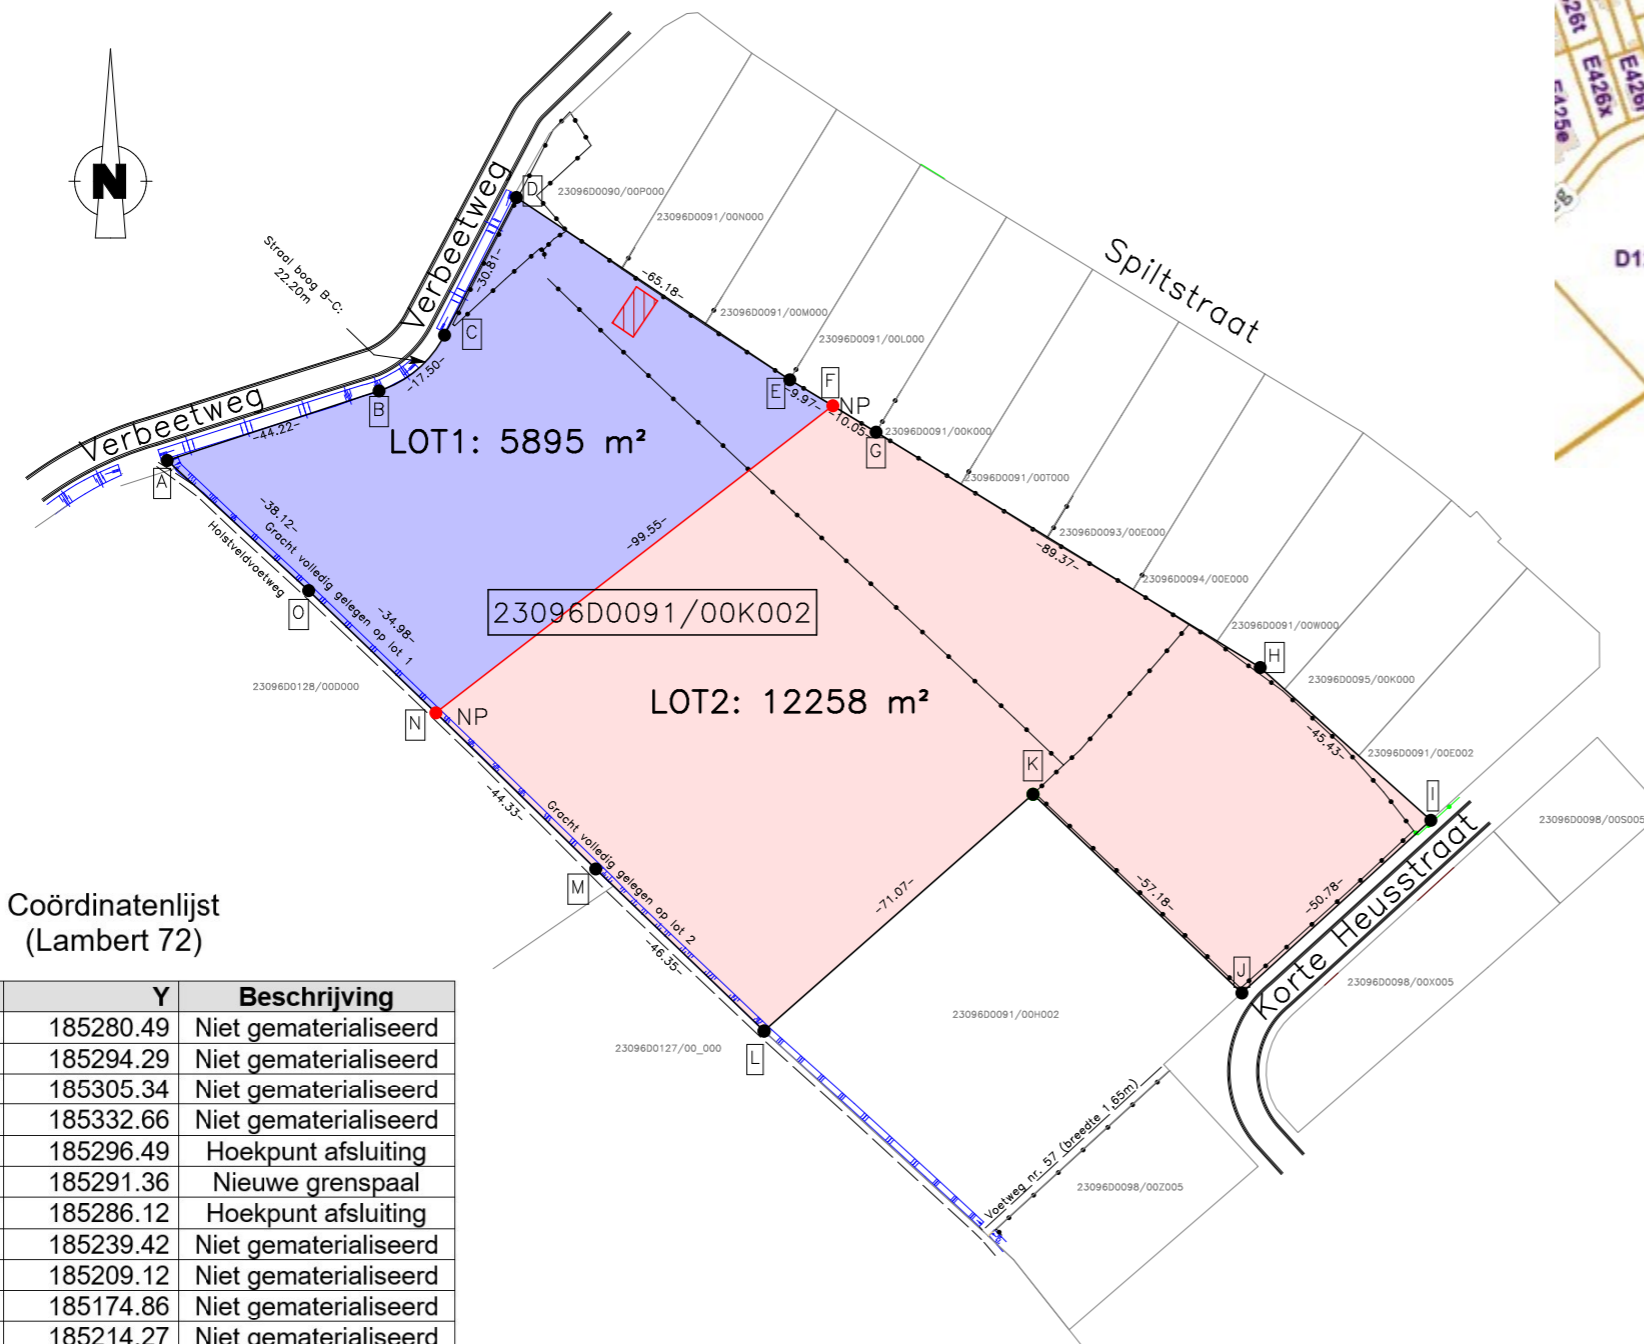 N
Verbeetweg
Verbeetweg
Verbeetweg
Straal boog B-C:
22.20m
Spiltstraat
D
C
B
A
E
F
G
H
I
J
K
L
M
N
O
NP
NP
-30.81-
-17.50-
-44.22-
-65.18-
-9.97-
-10.05-
-89.37-
-45.43-
-50.78-
-57.18-
-71.07-
-46.35-
-44.33-
-34.98-
-38.12-
-99.55-
LOT1: 5895 m²
LOT2: 12258 m²
23096D0091/00K002
Gracht volledig gelegen op lot 1
Holstveldvoetweg
Gracht volledig gelegen op lot 2
Voetweg nr. 57 (breedte 1.65m)
Korte Heusstraat
23096D0090/00P000
23096D0091/00N000
23096D0091/00M000
23096D0091/00L000
23096D0091/00K000
23096D0091/00T000
23096D0093/00E000
23096D0094/00E000
23096D0091/00W000
23096D0095/00K000
23096D0091/00E002
23096D0098/00S005
23096D0098/00X005
23096D0091/00H002
23096D0098/00Z005
23096D0127/00_000
23096D0128/00D000
E426x
E425e
Coördinatenlijst
(Lambert 72)
Y Beschrijving
185280.49 Niet gematerialiseerd
185294.29 Niet gematerialiseerd
185305.34 Niet gematerialiseerd
185332.66 Niet gematerialiseerd
185296.49 Hoekpunt afsluiting
185291.36 Nieuwe grenspaal
185286.12 Hoekpunt afsluiting
185239.42 Niet gematerialiseerd
185209.12 Niet gematerialiseerd
185174.86 Niet gematerialiseerd
185214.27 Niet gematerialiseerd